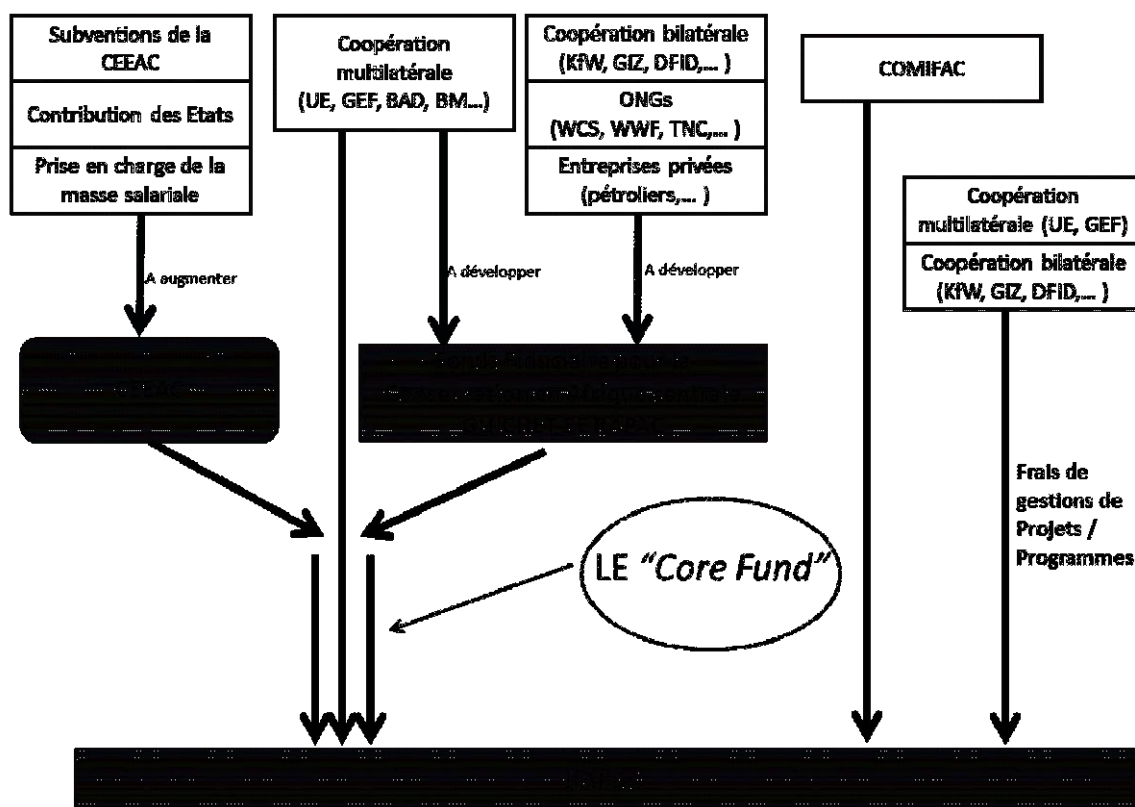 Subventions de la
CEEAC
Contribution des Etats
Prise en charge de la
masse salariale
Coopération
multilatérale
(UE, GEF, BAD, BM...)
Coopération bilatérale
(KfW, GIZ, DFID,... )
ONGs
(WCS, WWF, TNC,... )
Entreprises privées
(pétroliers,... )
COMIFAC
Coopération
multilatérale (UE, GEF)
Coopération bilatérale
(KfW, GIZ, DFID,... )
A augmenter
A développer
A développer
CEEAC
Frais de
gestions de
Projets /
Programmes
LE "Core Fund"